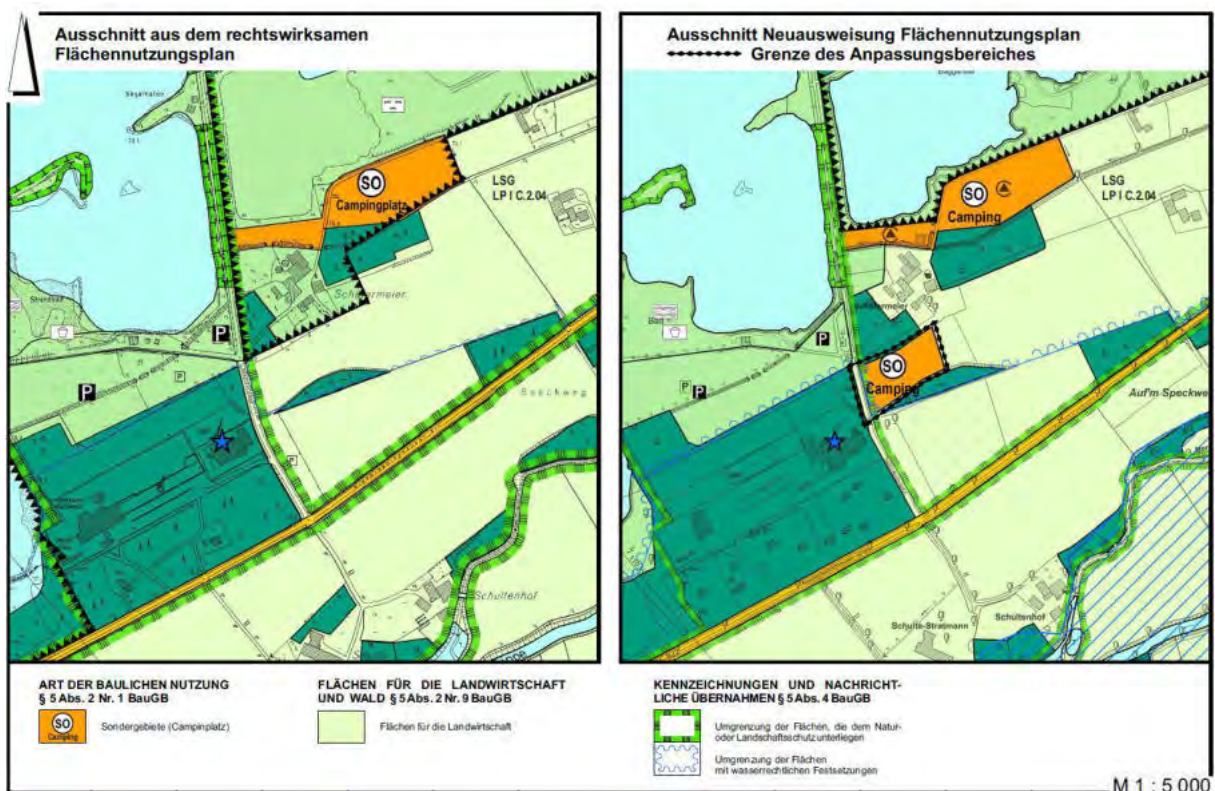 Ausschnitt aus dem rechtswirksamen
Flächennutzungsplan
P
P
P
P
SO
Campingplatz
LSG
LP I C.2.04
Schuttenhof
Ausschnitt Neuausweisung Flächennutzungsplan
Grenze des Anpassungsbereiches
SO
Camping
LSG
LP I C.2.04
P
P
P
SO
Camping
Auf'm Speckwe
Schulte-Strasmann
Schultenhof
ART DER BAULICHEN NUTZUNG
§ 5 Abs. 2 Nr. 1 BauGB
SO
Camping
Sondergebiete (Campinplatz)
FLÄCHEN FÜR DIE LANDWIRTSCHAFT
UND WALD § 5 Abs. 2 Nr. 9 BauGB
Flächen für die Landwirtschaft
KENNZEICHNUNGEN UND NACHRICHT-
LICHE ÜBERNAHMEN § 5 Abs. 4 BauGB
Umgrenzung der Flächen, die dem Natur-
oder Landschaftsschutz unterliegen
Umgrenzung der Flächen
mit wasserrechtlichen Festsetzungen
M 1 : 5 000